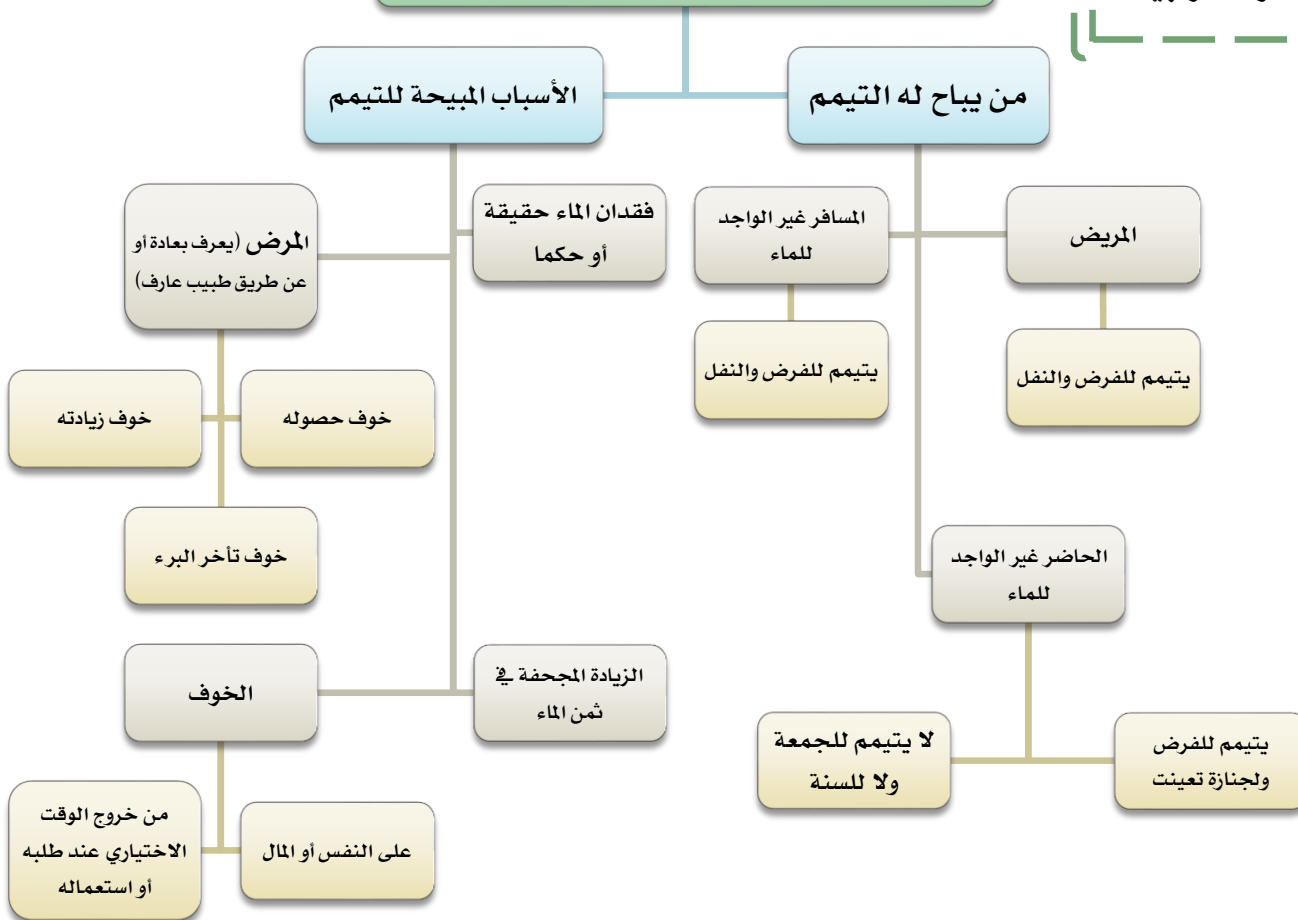 من يباح له التيمم
الأسباب المبيحة للتيمم
المريض
المسافر غير الواجد
للماء
فقدان الماء حقيقة
أو حكما
المرض (يعرف بعادة أو
عن طريق طبيب عارف)
يتيمم للفرض والنفل
يتيمم للفرض والنفل
خوف حصوله
خوف زيادته
خوف تأخر البرء
الحاضر غير الواجد
للماء
الزيادة المجحفة في
ثمن الماء
الخوف
يتيمم للفرض
ولجنازة تعينت
لا يتيمم للجمعة
ولا للسنة
على النفس أو المال
من خروج الوقت
الاختياري عند طلبه
أو استعماله